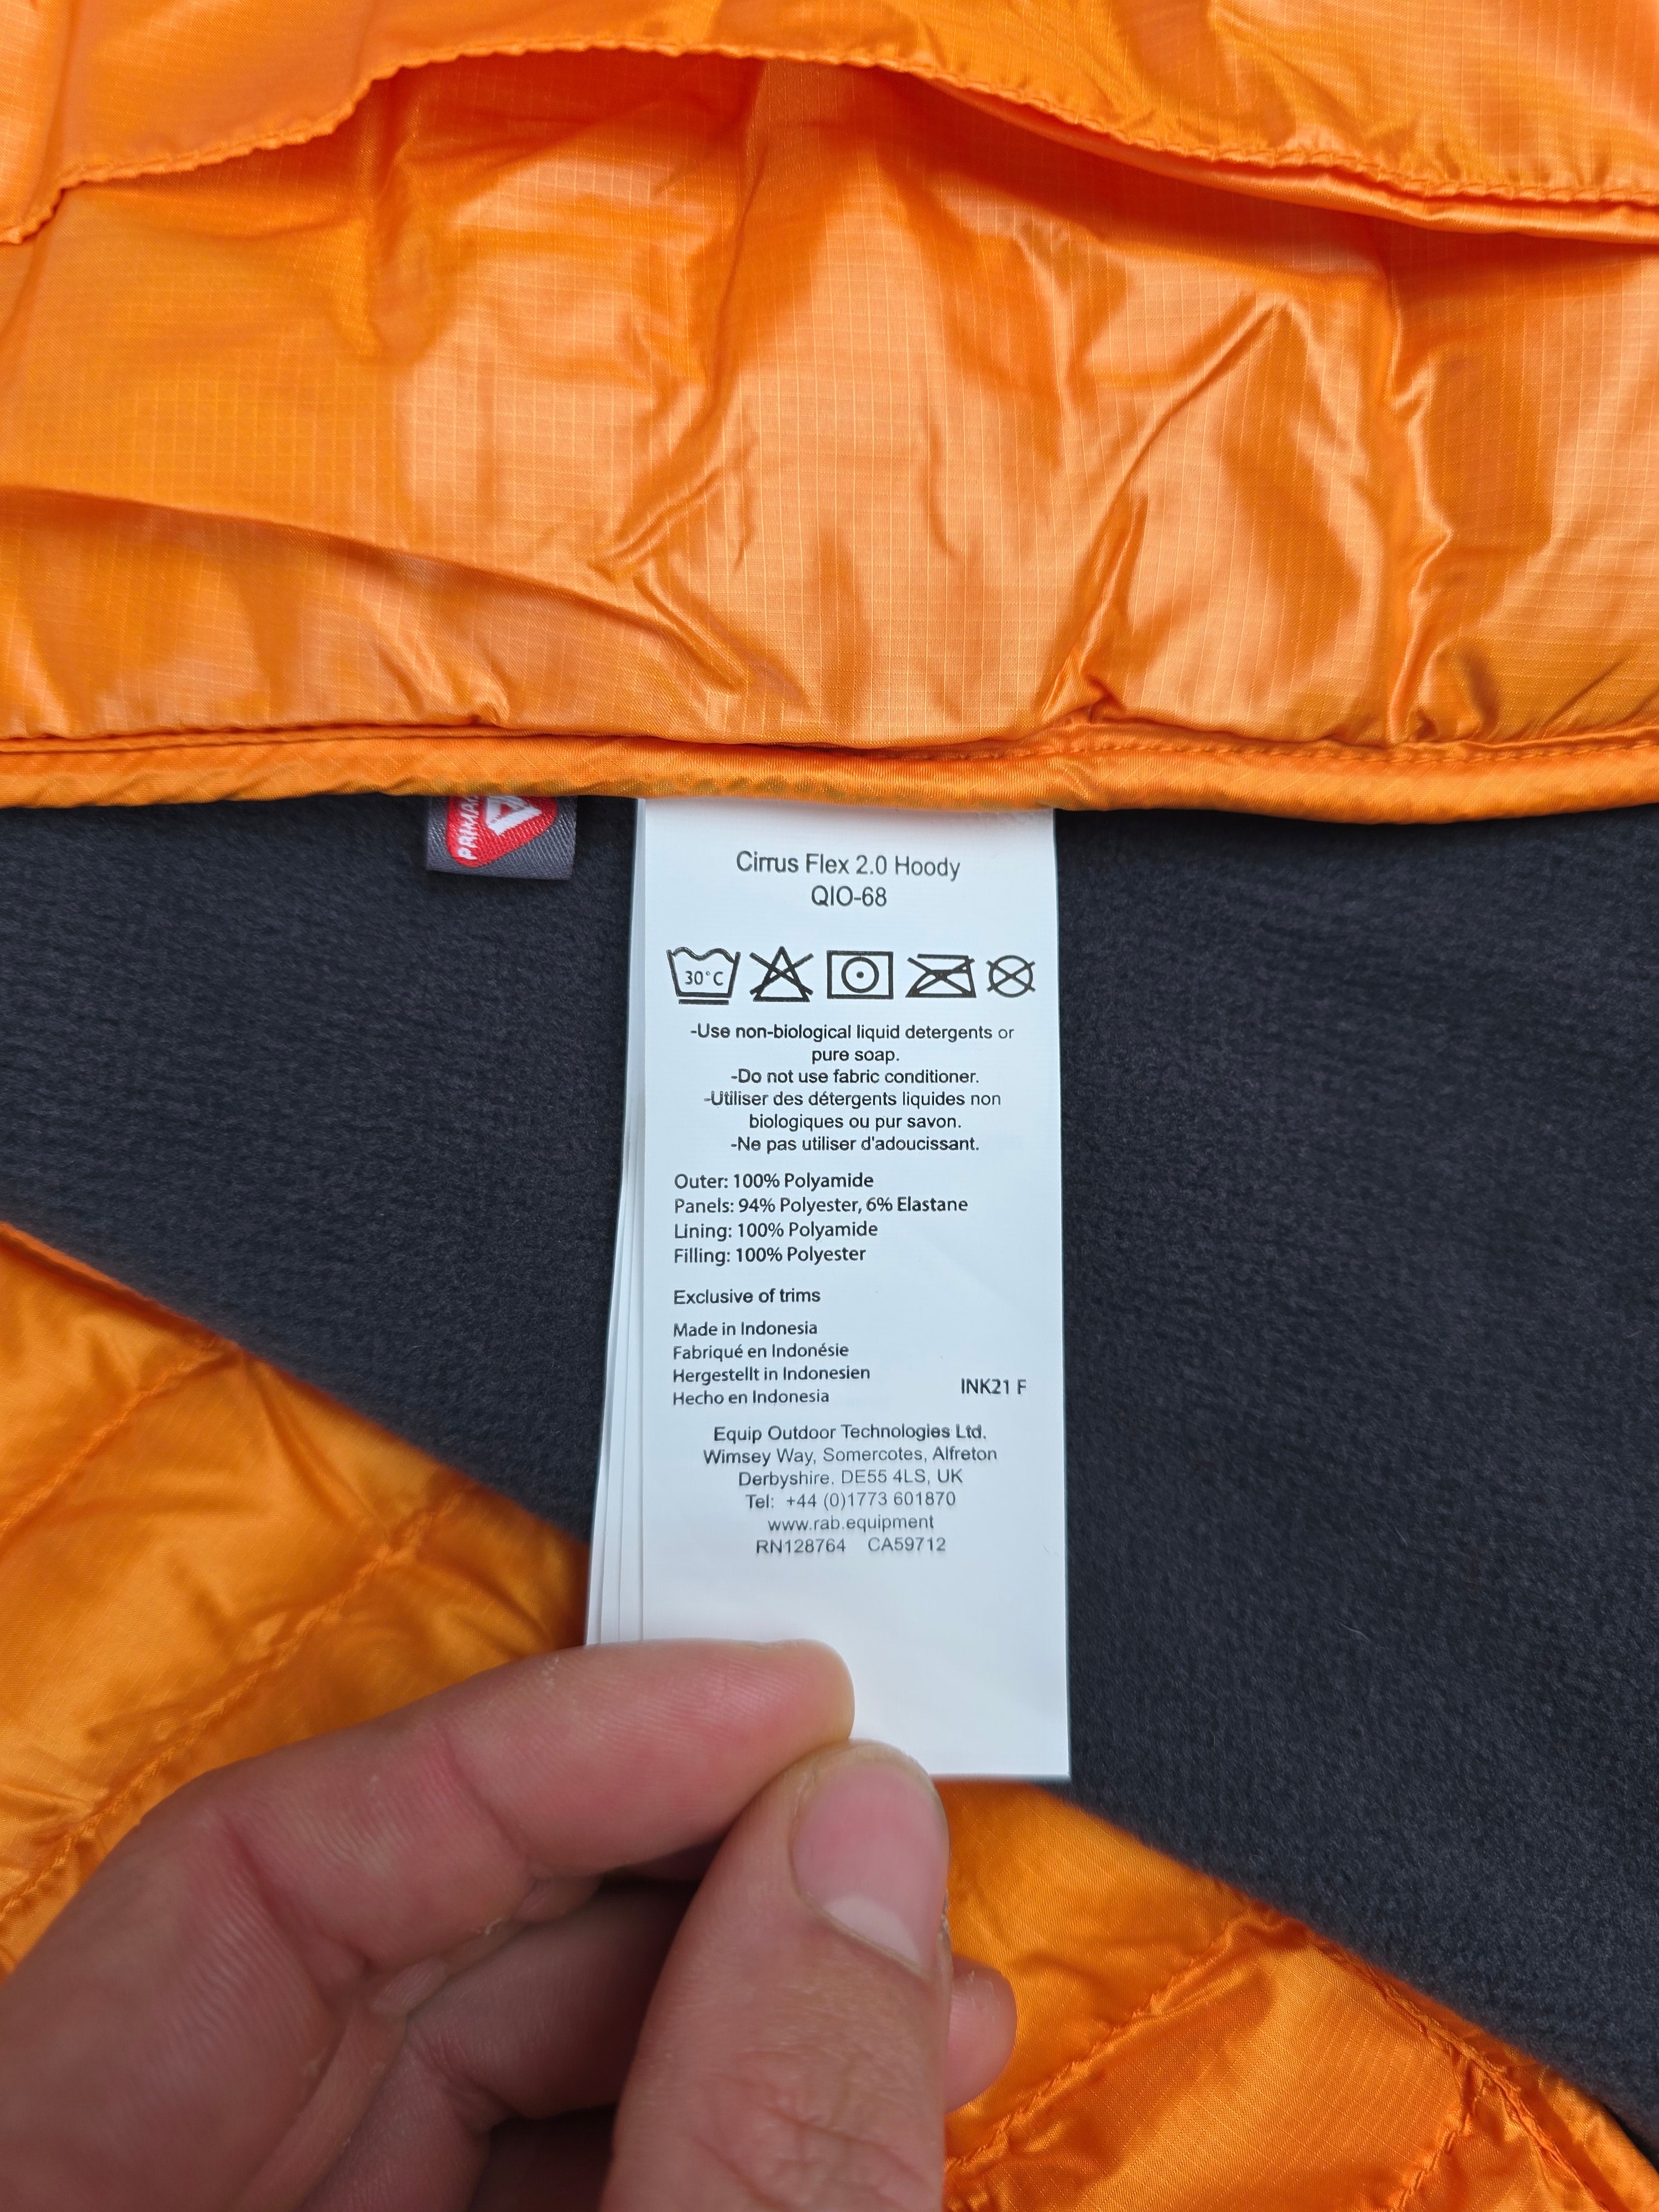 Cirrus Flex 2.0 Hoody
QIO-68
30°C
-Use non-biological liquid detergents or
pure soap.
-Do not use fabric conditioner.
-Utiliser des détergents liquides non
biologiques ou pur savon.
-Ne pas utiliser d'adoucissant.
Outer: 100% Polyamide
Panels: 94% Polyester, 6% Elastane
Lining: 100% Polyamide
Filling: 100% Polyester
Exclusive of trims
Made in Indonesia
Fabriqué en Indonésie
Hergestellt in Indonesien
Hecho en Indonesia
INK21 F
Equip Outdoor Technologies Ltd.
Wimsey Way, Somercotes, Alfreton
Derbyshire. DE55 4LS, UK
Tel: +44 (0)1773 601870
www.rab.equipment
RN128764 CA59712